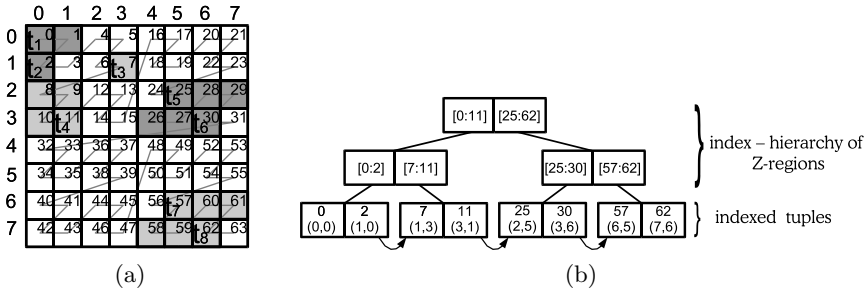 0 1 2 3 4 5 6 7
0 t1 0 1 4 5 16 17 20 21
1 t2 2 3 6 t3 7 18 19 22 23
2 8 9 12 13 24 t5 25 28 29
3 10 t4 11 14 15 26 27 t6 30 31
4 32 33 36 37 48 49 52 53
5 34 35 38 39 50 51 54 55
6 40 41 44 45 56 t7 57 60 61
7 42 43 46 47 58 59 t8 62 63
(a)
[0:11] [25:62]
[0:2] [7:11] [25:30] [57:62]
index – hierarchy of
Z-regions
0 2 7 11 25 30 57 62
(0,0) (1,0) (1,3) (3,1) (2,5) (3,6) (6,5) (7,6)
indexed tuples
(b)